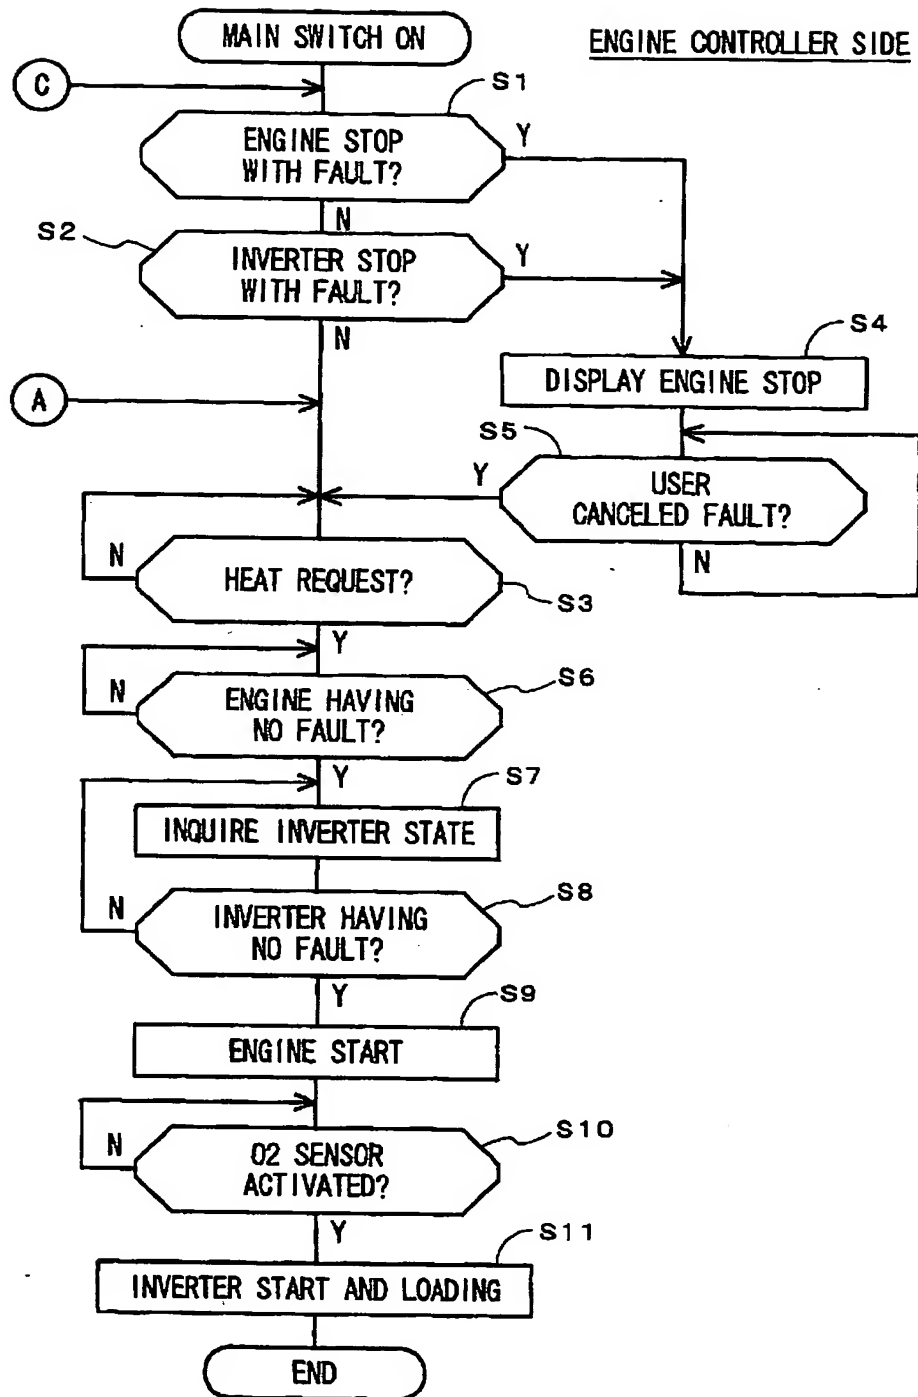 MAIN SWITCH ON
ENGINE CONTROLLER SIDE
C
S1
ENGINE STOP
WITH FAULT?
Y
N
S2
INVERTER STOP
WITH FAULT?
Y
N
S4
DISPLAY ENGINE STOP
A
S5
USER
CANCELED FAULT?
Y
N
HEAT REQUEST?
N
S3
Y
ENGINE HAVING
NO FAULT?
N
S6
Y
S7
INQUIRE INVERTER STATE
S8
INVERTER HAVING
NO FAULT?
N
Y
S9
ENGINE START
S10
O2 SENSOR
ACTIVATED?
N
Y
S11
INVERTER START AND LOADING
END